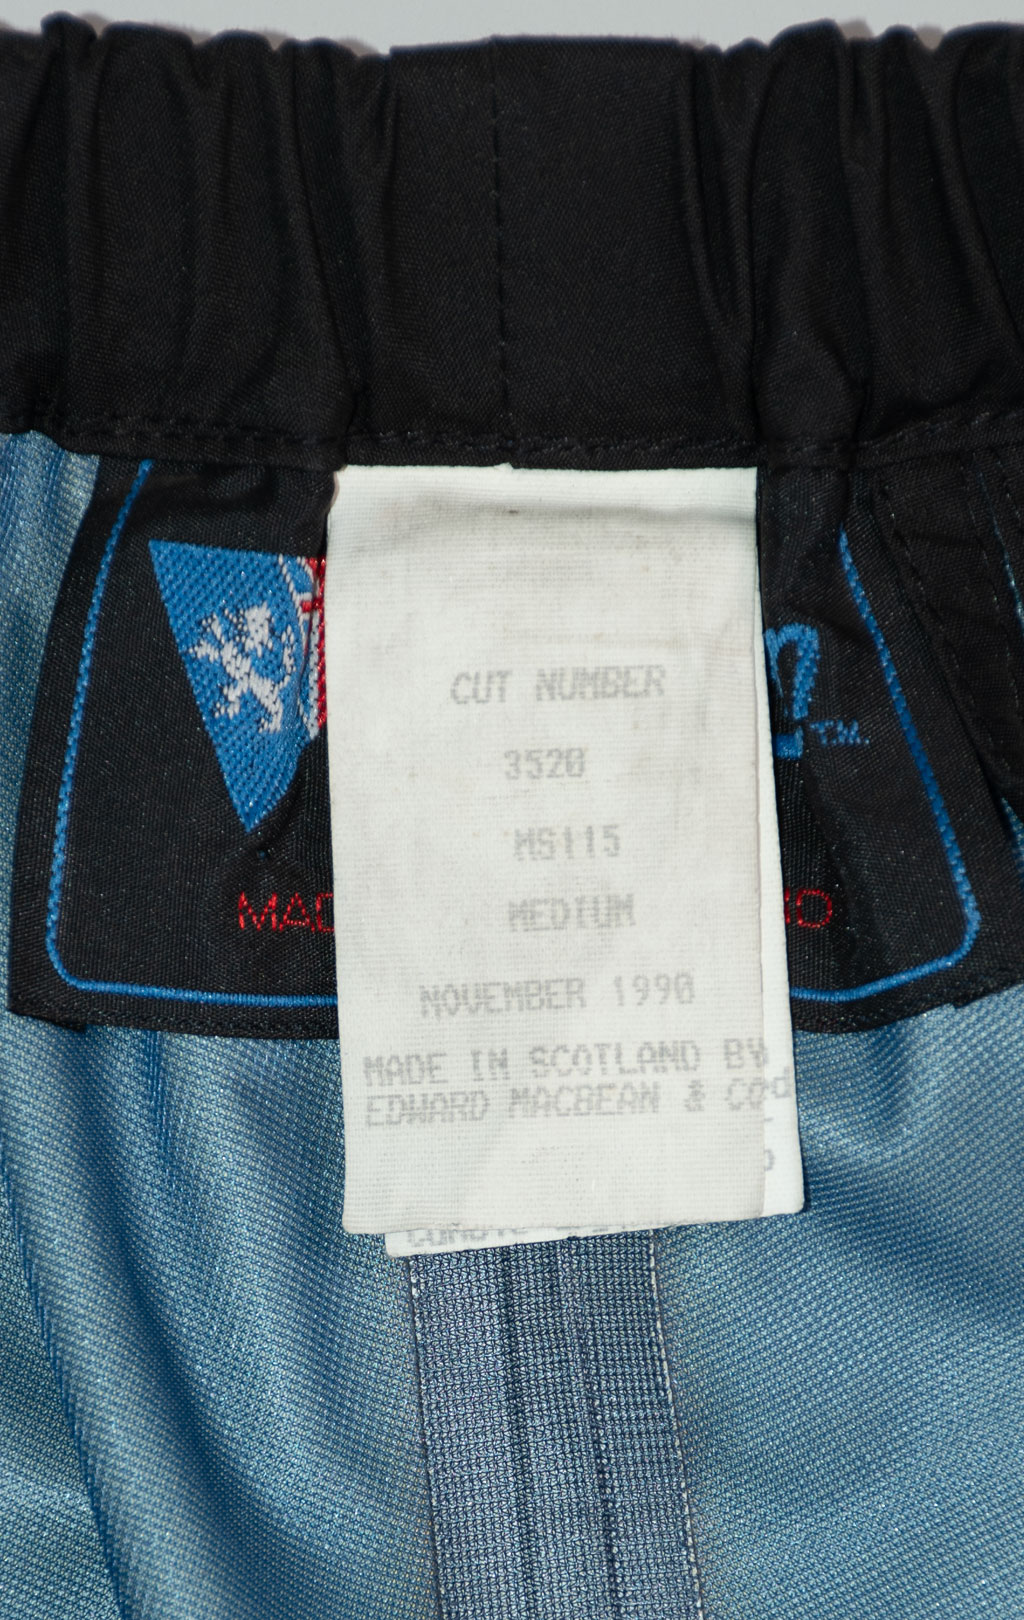 CUT NUMBER
3520
MS115
MEDIUM
NOVEMBER 1990
MADE IN SCOTLAND BY
EDWARD MACBEAN & CO
T.M.